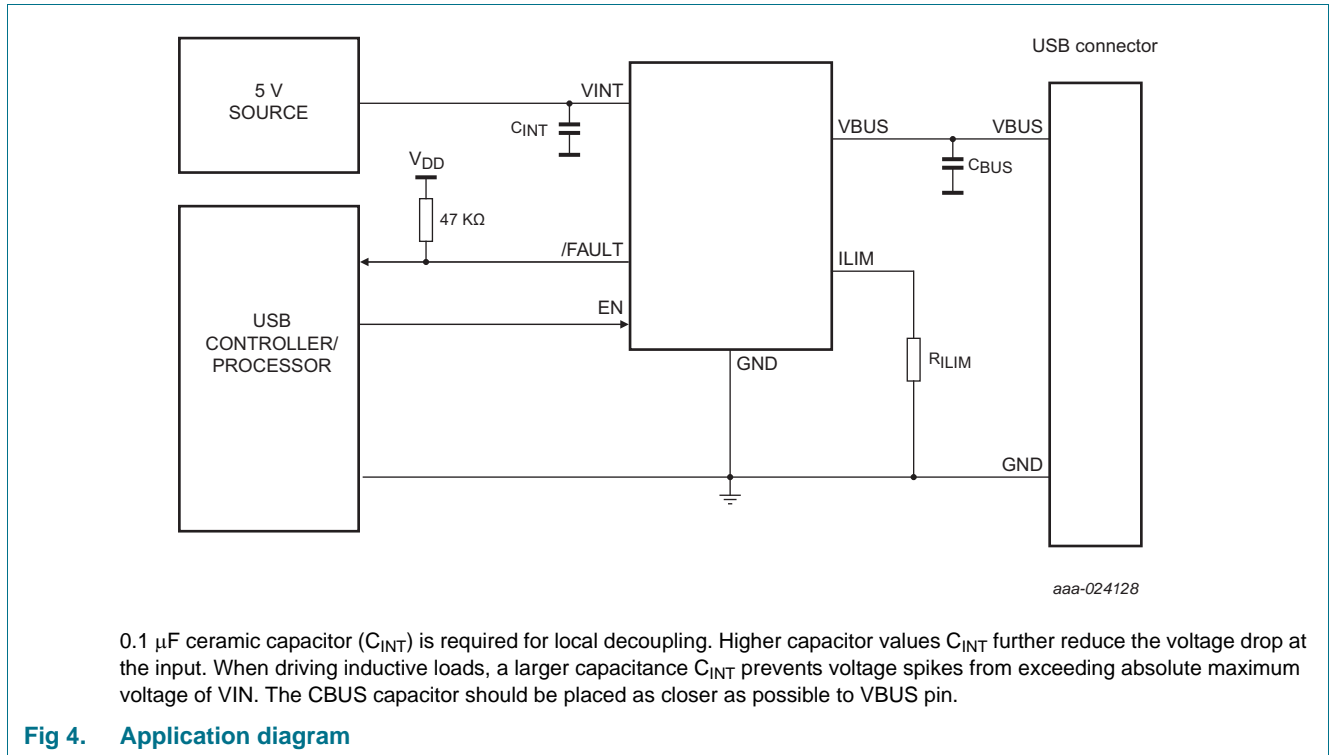 USB connector
5 V
SOURCE
VINT
CINT
VBUS
VBUS
CBUS
VDD
47 KΩ
/FAULT
ILIM
EN
USB
CONTROLLER/
PROCESSOR
GND
RILIM
GND
aaa-024128
0.1 μF ceramic capacitor (CINT) is required for local decoupling. Higher capacitor values CINT further reduce the voltage drop at
the input. When driving inductive loads, a larger capacitance CINT prevents voltage spikes from exceeding absolute maximum
voltage of VIN. The CBUS capacitor should be placed as closer as possible to VBUS pin.
Fig 4. Application diagram